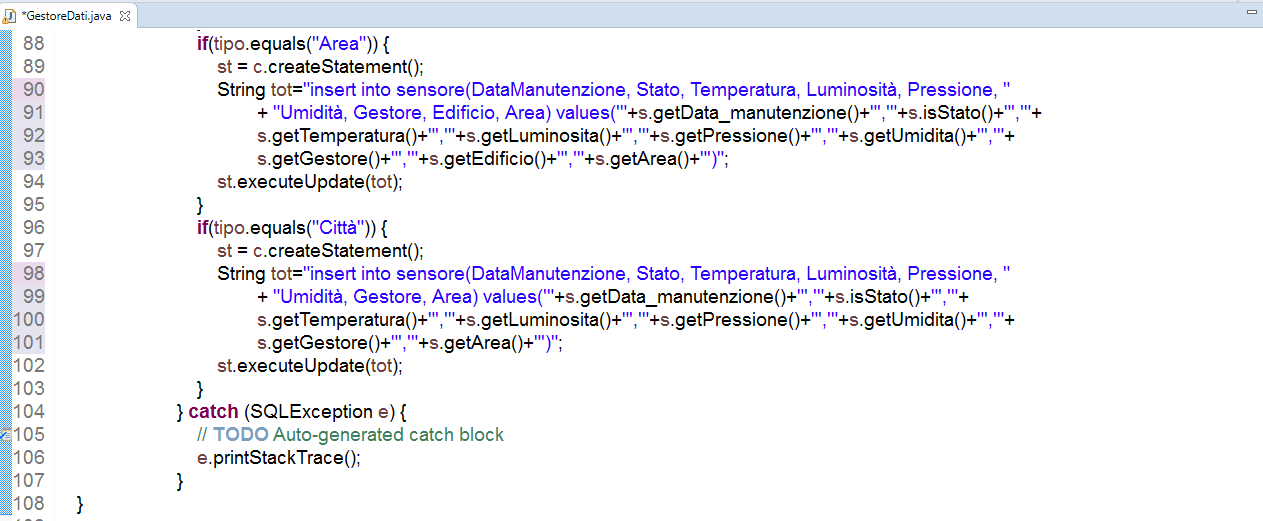 *GestoreDati.java
88 if(tipo.equals("Area")) {
89 st = c.createStatement();
90 String tot="insert into sensore(DataManutenzione, Stato, Temperatura, Luminosità, Pressione, "
91 + "Umidità, Gestore, Edificio, Area) values('"+s.getData_manutenzione()+"','"+s.isStato()+"','"+
92 s.getTemperatura()+"','"+s.getLuminosita()+"','"+s.getPressione()+"','"+s.getUmidita()+"','"+
93 s.getGestore()+"','"+s.getEdificio()+"','"+s.getArea()+"')";
94 st.executeUpdate(tot);
95 }
96 if(tipo.equals("Città")) {
97 st = c.createStatement();
98 String tot="insert into sensore(DataManutenzione, Stato, Temperatura, Luminosità, Pressione, "
99 + "Umidità, Gestore, Area) values('"+s.getData_manutenzione()+"','"+s.isStato()+"','"+
100 s.getTemperatura()+"','"+s.getLuminosita()+"','"+s.getPressione()+"','"+s.getUmidita()+"','"+
101 s.getGestore()+"','"+s.getArea()+"')";
102 st.executeUpdate(tot);
103 }
104 } catch (SQLException e) {
105 // TODO Auto-generated catch block
106 e.printStackTrace();
107 }
108 }